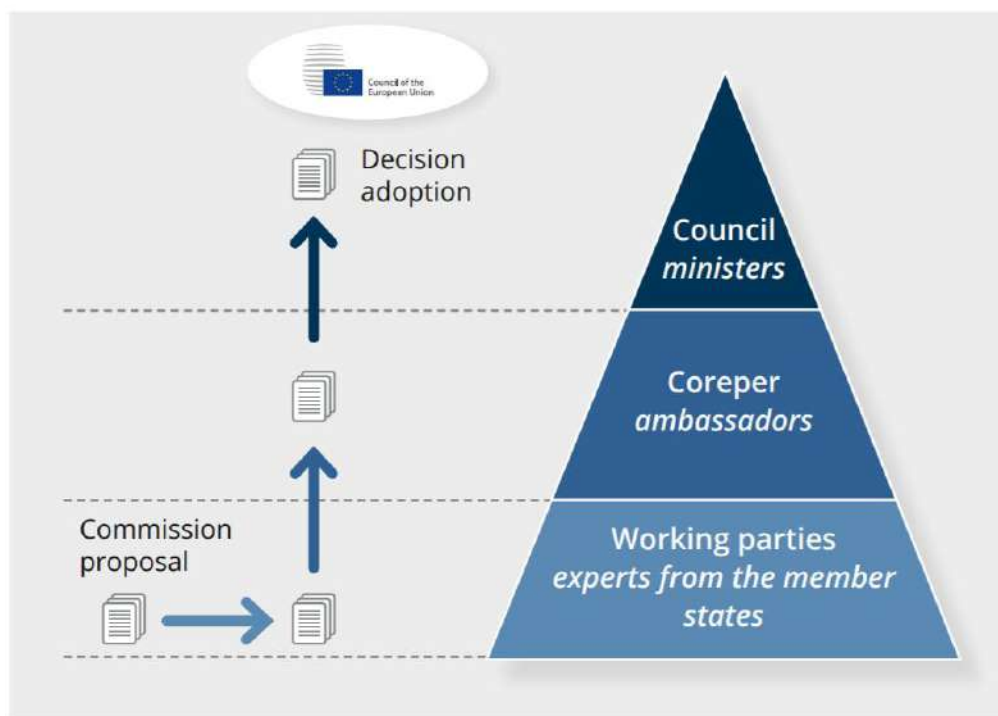 Council of the
European Union
Decision
adoption
Council
ministers
Coreper
ambassadors
Commission
proposal
Working parties
experts from the member
states